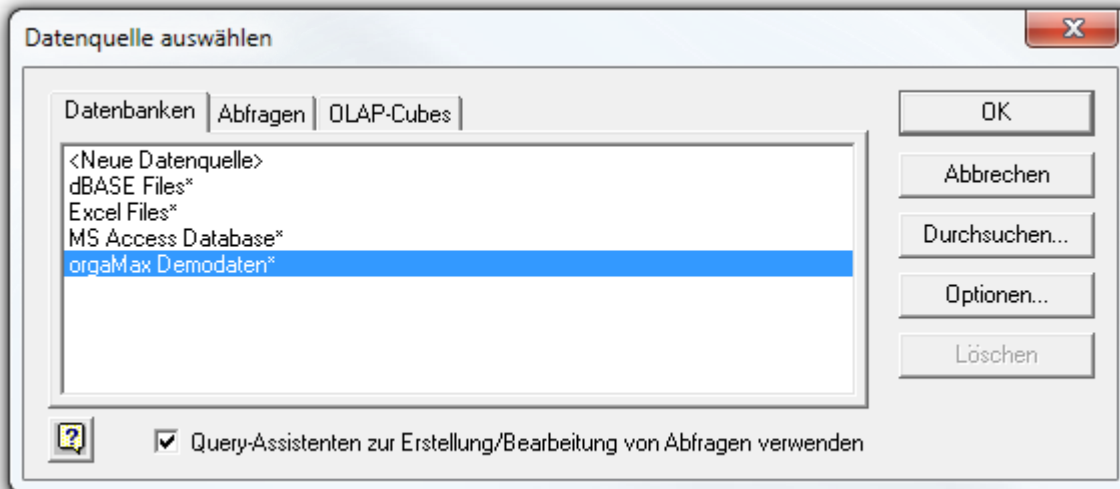 Datenquelle auswählen
Datenbanken Abfragen OLAP-Cubes
<Neue Datenquelle>
dBASE Files*
Excel Files*
MS Access Database*
orgaMax Demodaten*
OK
Abbrechen
Durchsuchen...
Optionen...
Löschen
Query-Assistenten zur Erstellung/Bearbeitung von Abfragen verwenden